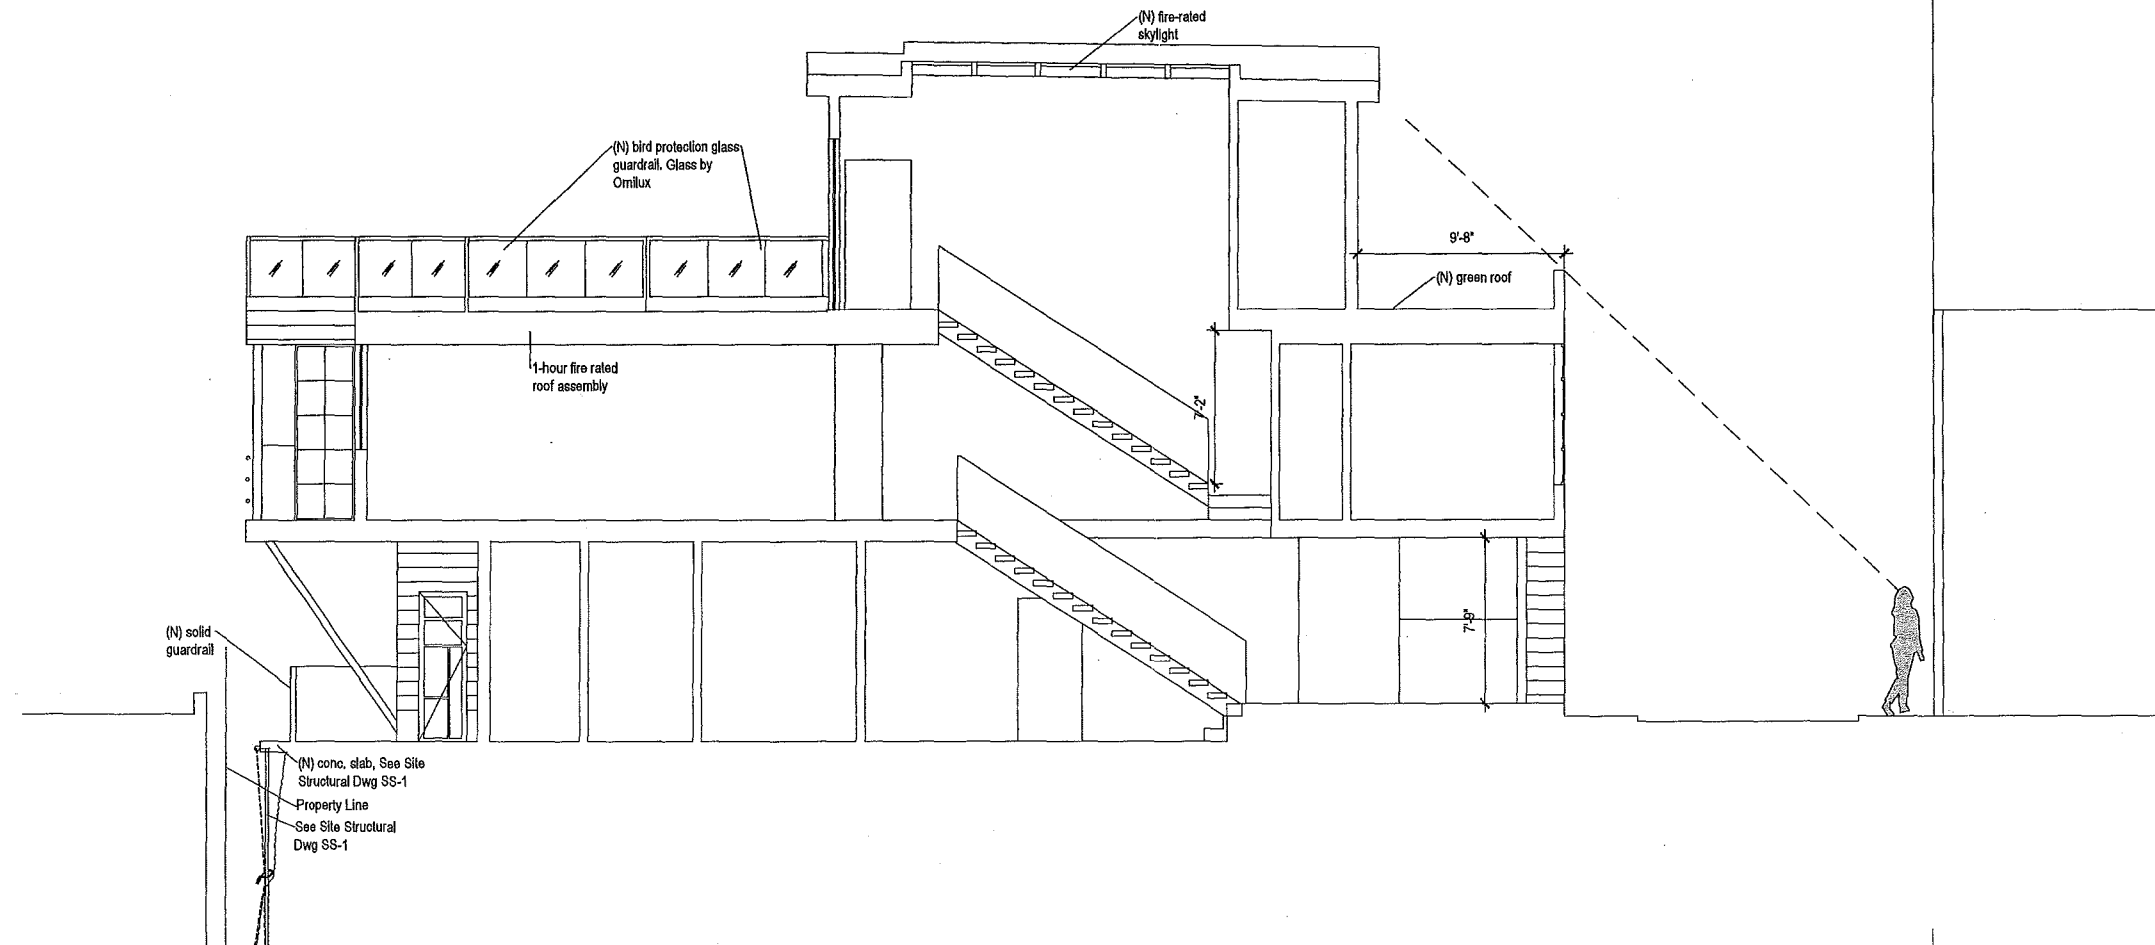 (N) fire-rated
skylight
(N) bird protection glass
guardrail. Glass by
Ornilux
9'-8"
(N) green roof
1-hour fire rated
roof assembly
7'-2"
7'-9"
(N) solid
guardrail
(N) conc. slab, See Site
Structural Dwg SS-1
Property Line
See Site Structural
Dwg SS-1